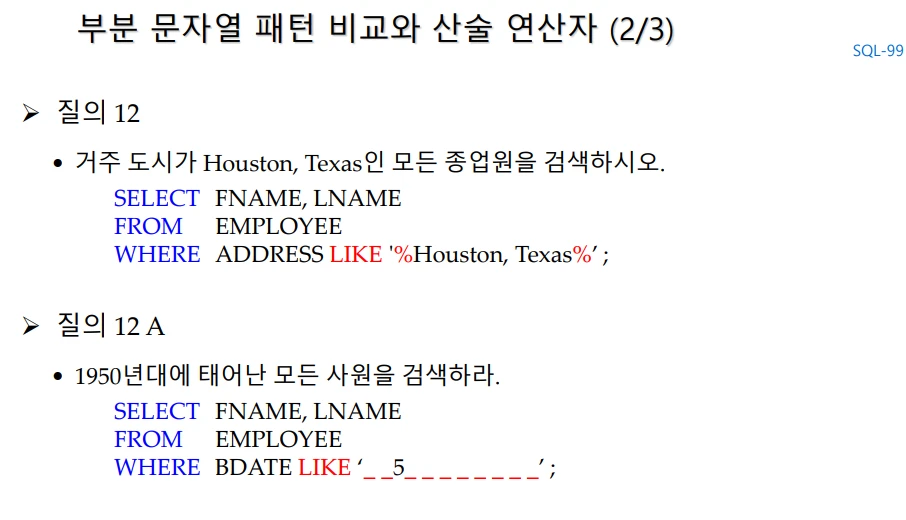 부분 문자열 패턴 비교와 산술 연산자 (2/3)
SQL-99
➢ 질의 12
• 거주 도시가 Houston, Texas인 모든 종업원을 검색하시오.
SELECT FNAME, LNAME
FROM EMPLOYEE
WHERE ADDRESS LIKE '%Houston, Texas%’ ;
➢ 질의 12 A
• 1950년대에 태어난 모든 사원을 검색하라.
SELECT FNAME, LNAME
FROM EMPLOYEE
WHERE BDATE LIKE ‘_ _5_ _ _ _ _ _ _ _’ ;